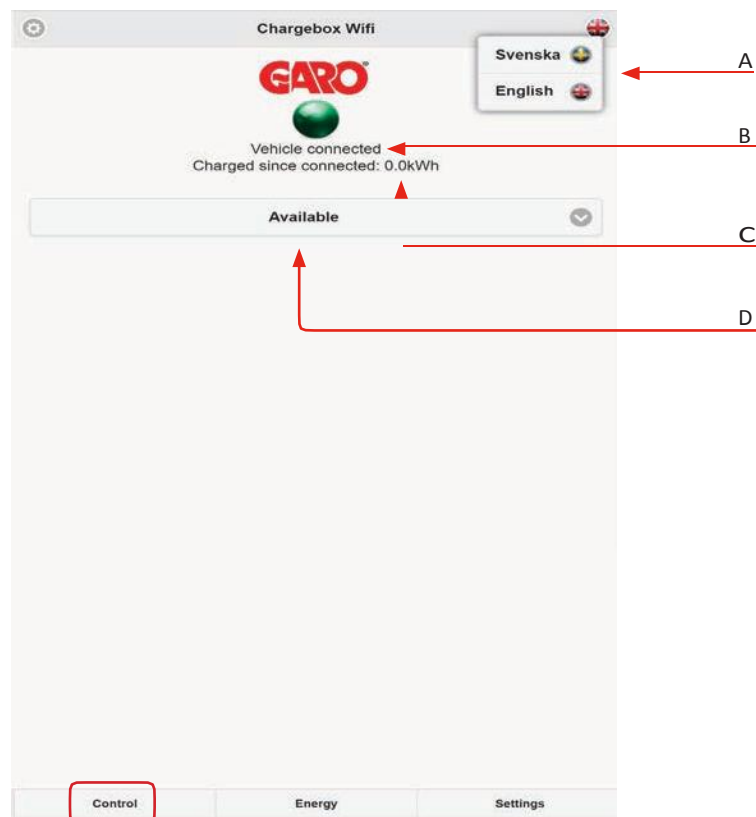 Chargebox Wifi
Svenska
English
A
GARO
Vehicle connected
B
Charged since connected: 0.0kWh
Available
C
D
Control Energy Settings